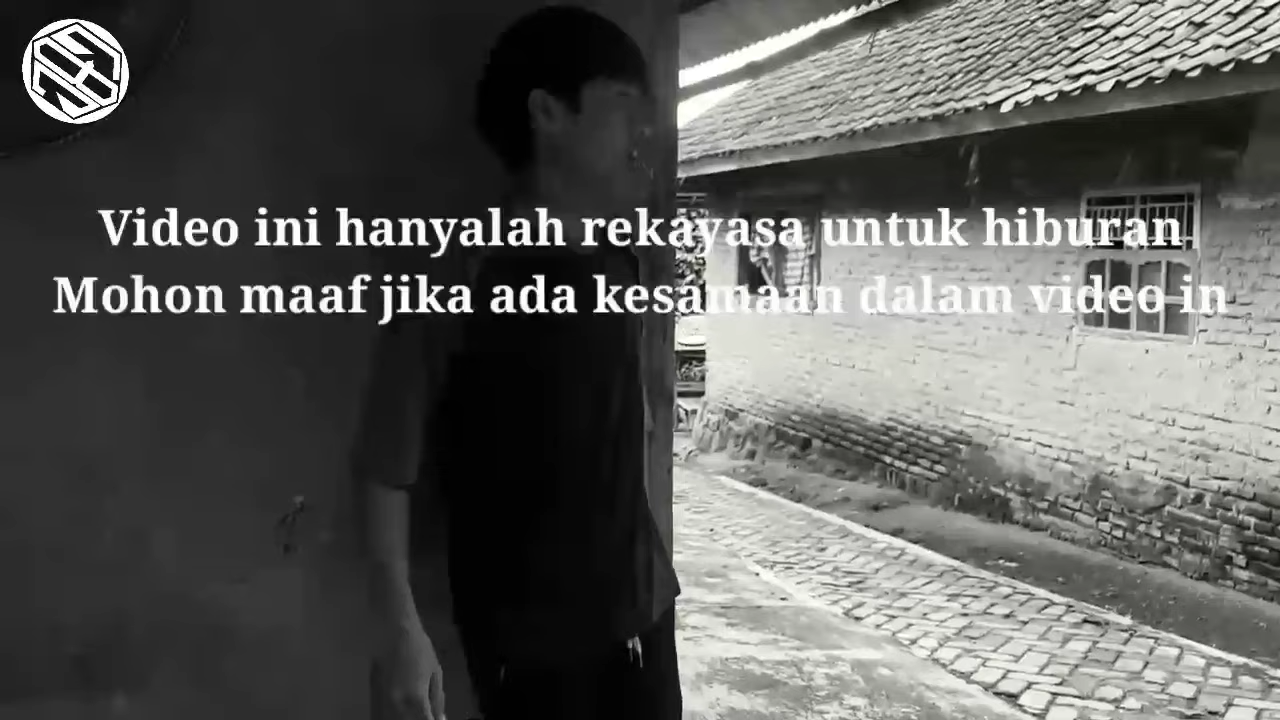 Video ini hanyalah rekayasa untuk hiburan
Mohon maaf jika ada kesamaan dalam video in